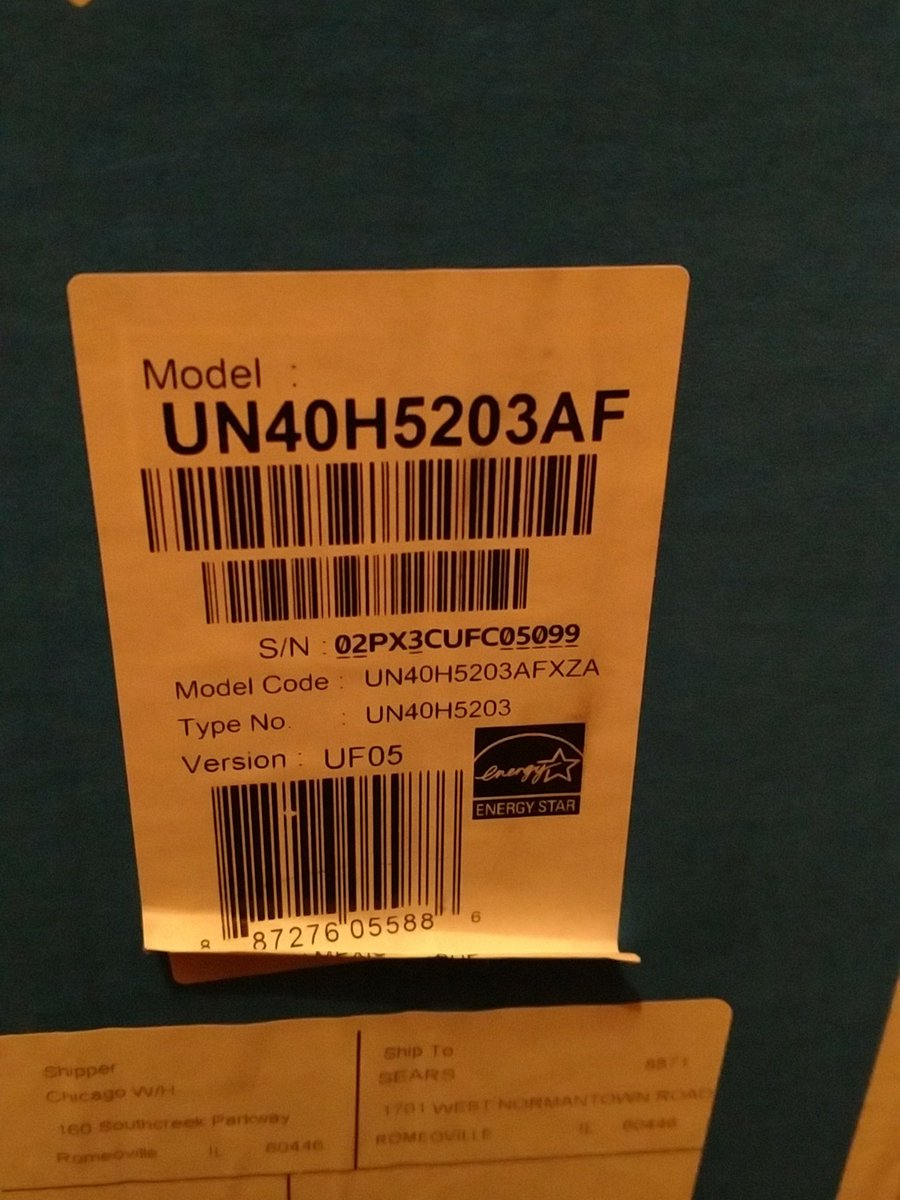 Model :
UN40H5203AF
S/N : 02PX3CUFC05099
Model Code : UN40H5203AFXZA
Type No. : UN40H5203
Version : UF05
energy
ENERGY STAR
8 87276 05588 6
Shipper
Chicago W/H
160 Southcreek Parkway
Romeoville IL 60446
Ship To
SEARS 8871
1701 WEST NORMANTOWN ROAD
ROMEOVILLE IL 60446